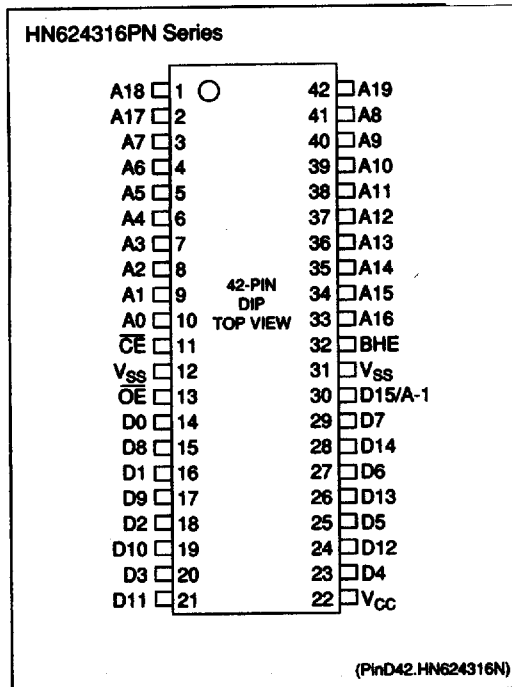 HN624316PN Series
A18 1 42 A19
A17 2 41 A8
A7 3 40 A9
A6 4 39 A10
A5 5 38 A11
A4 6 37 A12
A3 7 36 A13
A2 8 35 A14
A1 9 34 A15
A0 10 33 A16
CE 11 32 BHE
VSS 12 31 VSS
OE 13 30 D15/A-1
D0 14 29 D7
D8 15 28 D14
D1 16 27 D6
D9 17 26 D13
D2 18 25 D5
D10 19 24 D12
D3 20 23 D4
D11 21 22 VCC
42-PIN
DIP
TOP VIEW
(PinD42.HN624316N)